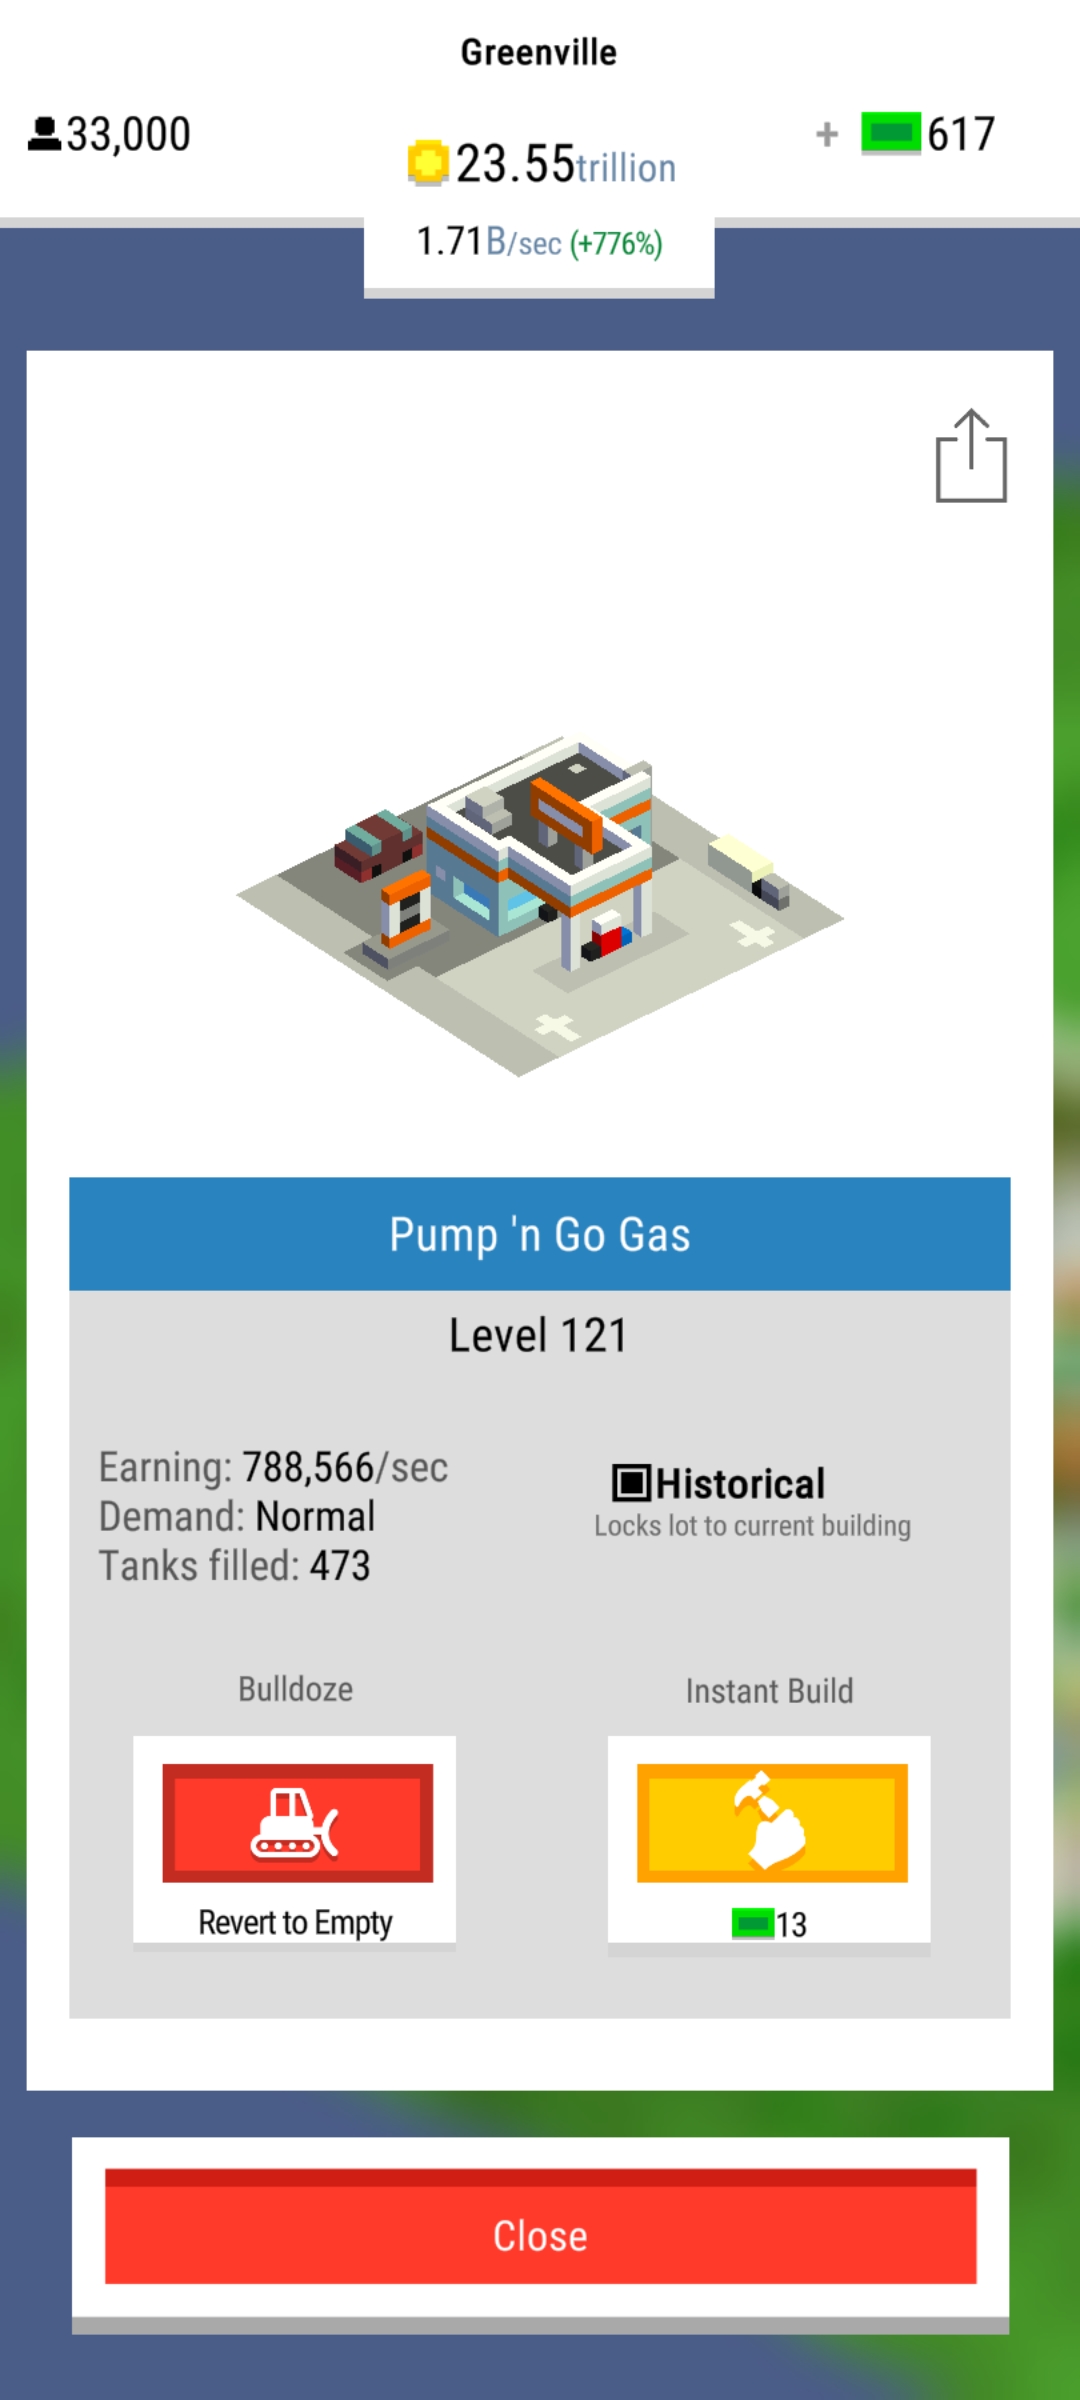 Greenville
33,000
23.55trillion
+ 617
1.71B/sec (+776%)
Pump 'n Go Gas
Level 121
Earning: 788,566/sec
Demand: Normal
Tanks filled: 473
Historical
Locks lot to current building
Bulldoze
Revert to Empty
Instant Build
13
Close